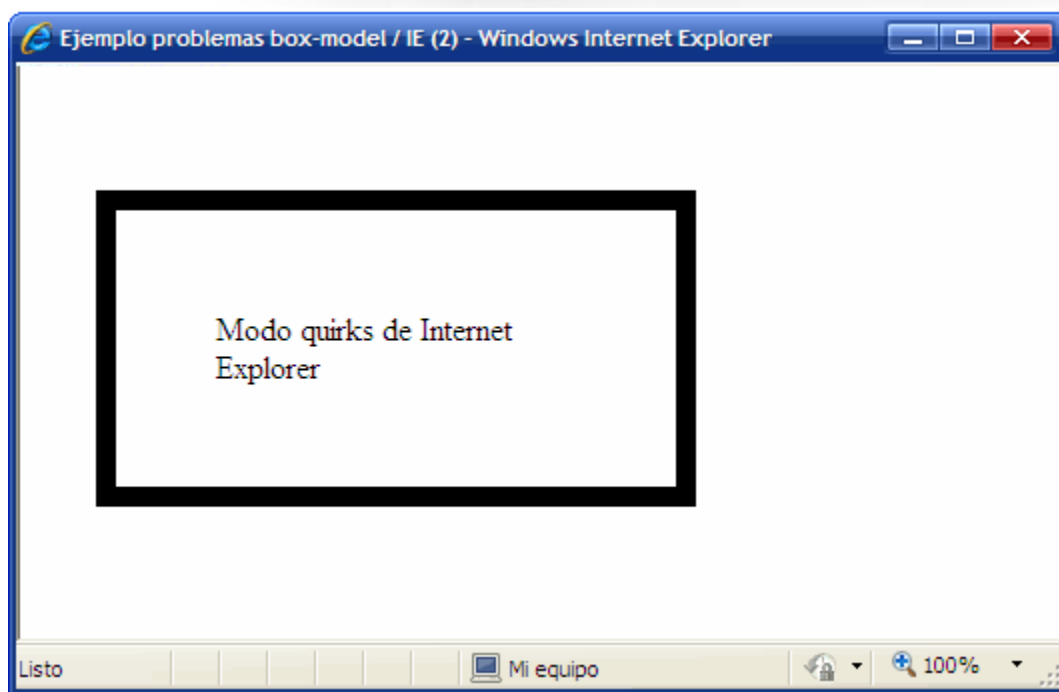 Ejemplo problemas box-model / IE (2) - Windows Internet Explorer
Modo quirks de Internet
Explorer
Listo
Mi equipo
100%